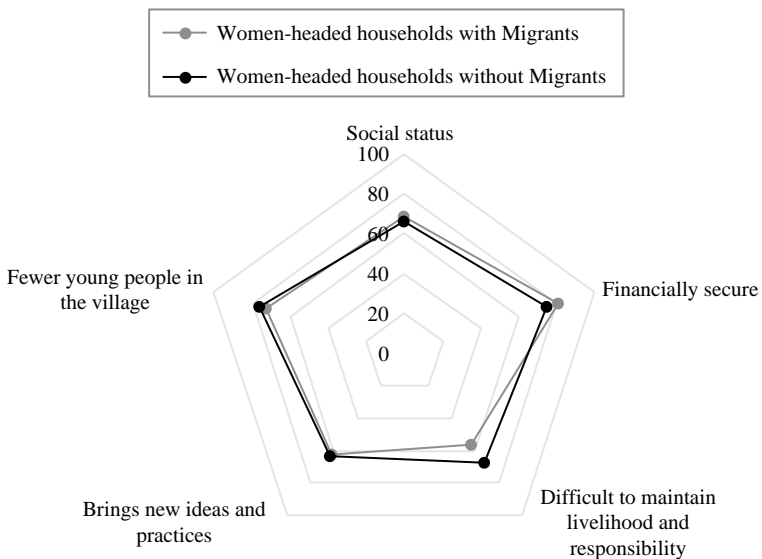 Women-headed households with Migrants
Women-headed households without Migrants
Social status
100
80
60
40
20
0
Fewer young people in
the village
Financially secure
Brings new ideas and
practices
Difficult to maintain
livelihood and
responsibility